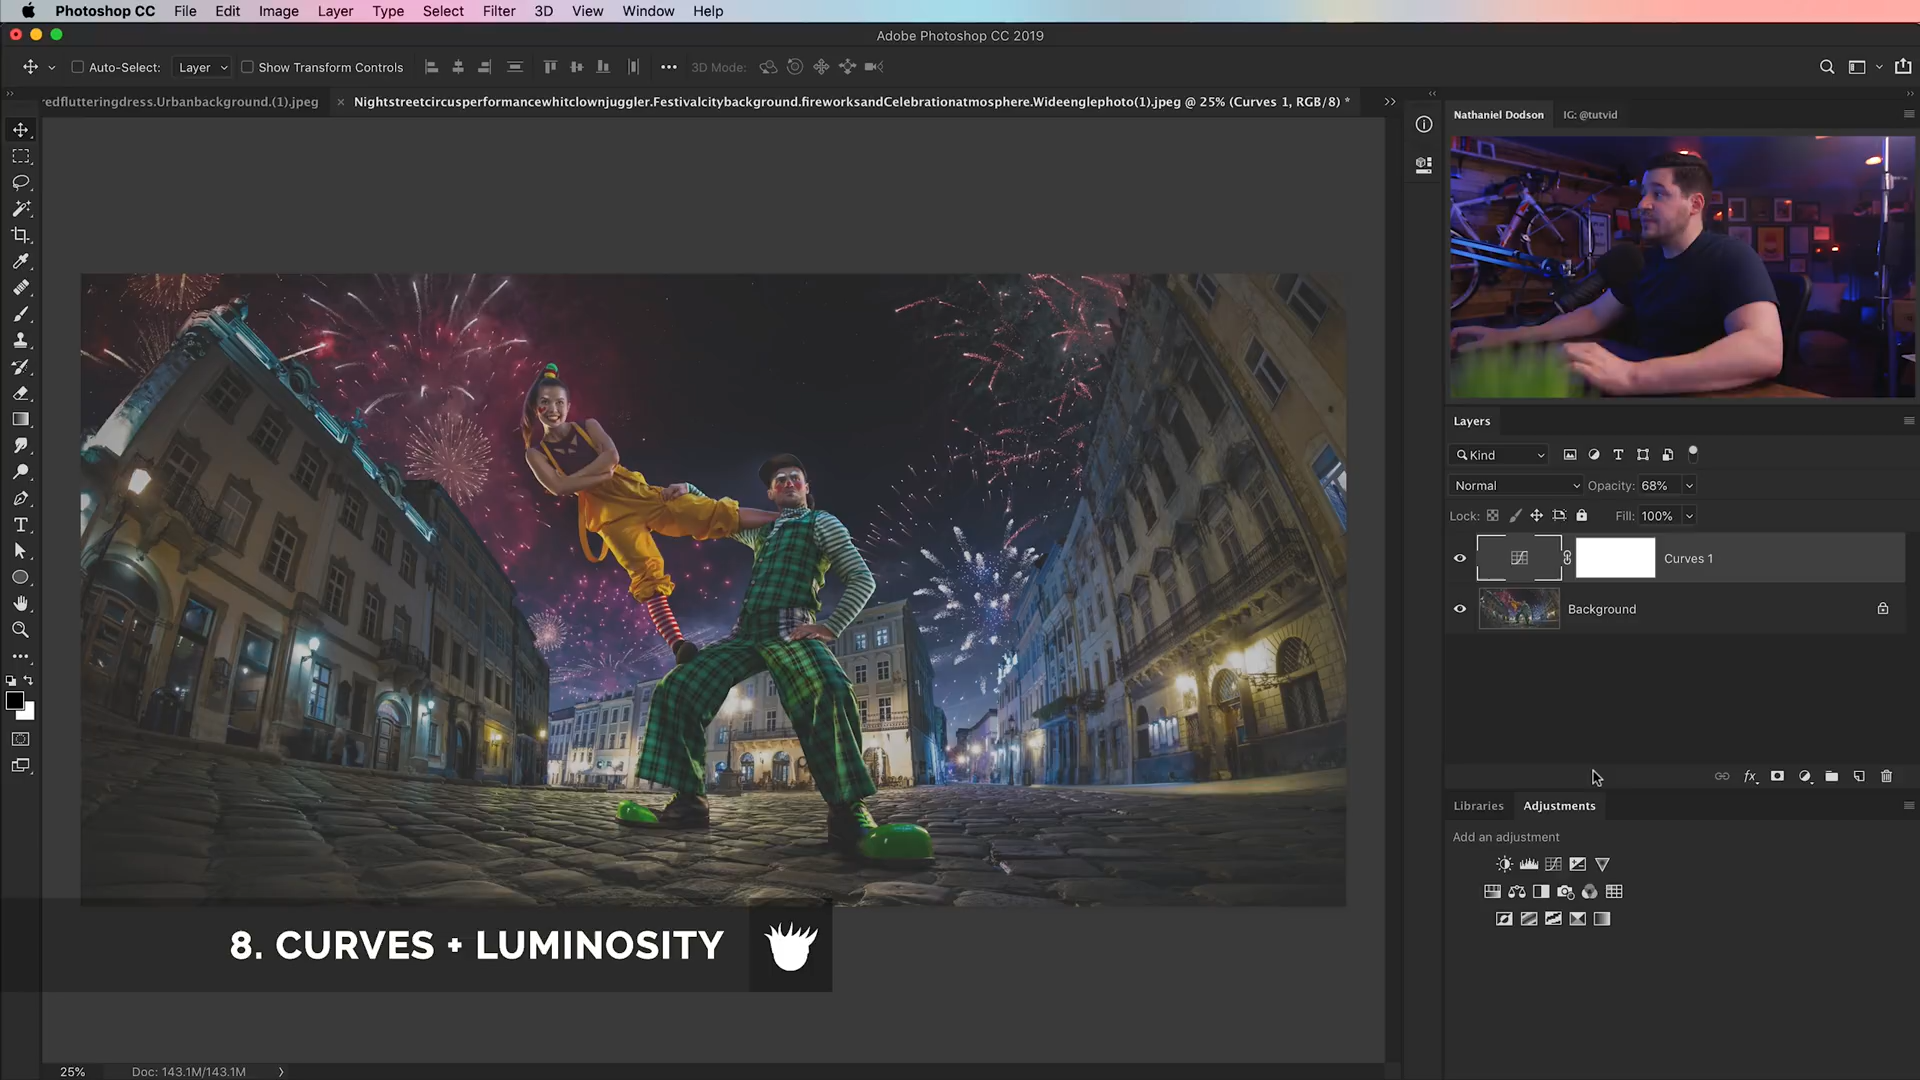 Photoshop CC File Edit Image Layer Type Select Filter 3D View Window Help
Adobe Photoshop CC 2019
Auto-Select: Layer Show Transform Controls 3D Mode:
redflutteringdress.Urbanbackground.(1).jpeg × Nightstreetcircusperformancewhitclownjuggler.Festivalcitybackground.fireworksandCelebrationatmosphere.Wideenglephoto(1).jpeg @ 25% (Curves 1, RGB/8) *
Nathaniel Dodson IG: @tutvid
Layers
Kind
Normal Opacity: 68%
Lock: Fill: 100%
Curves 1
Background
Libraries Adjustments
Add an adjustment
8. CURVES + LUMINOSITY
25% Doc: 143.1M/143.1M